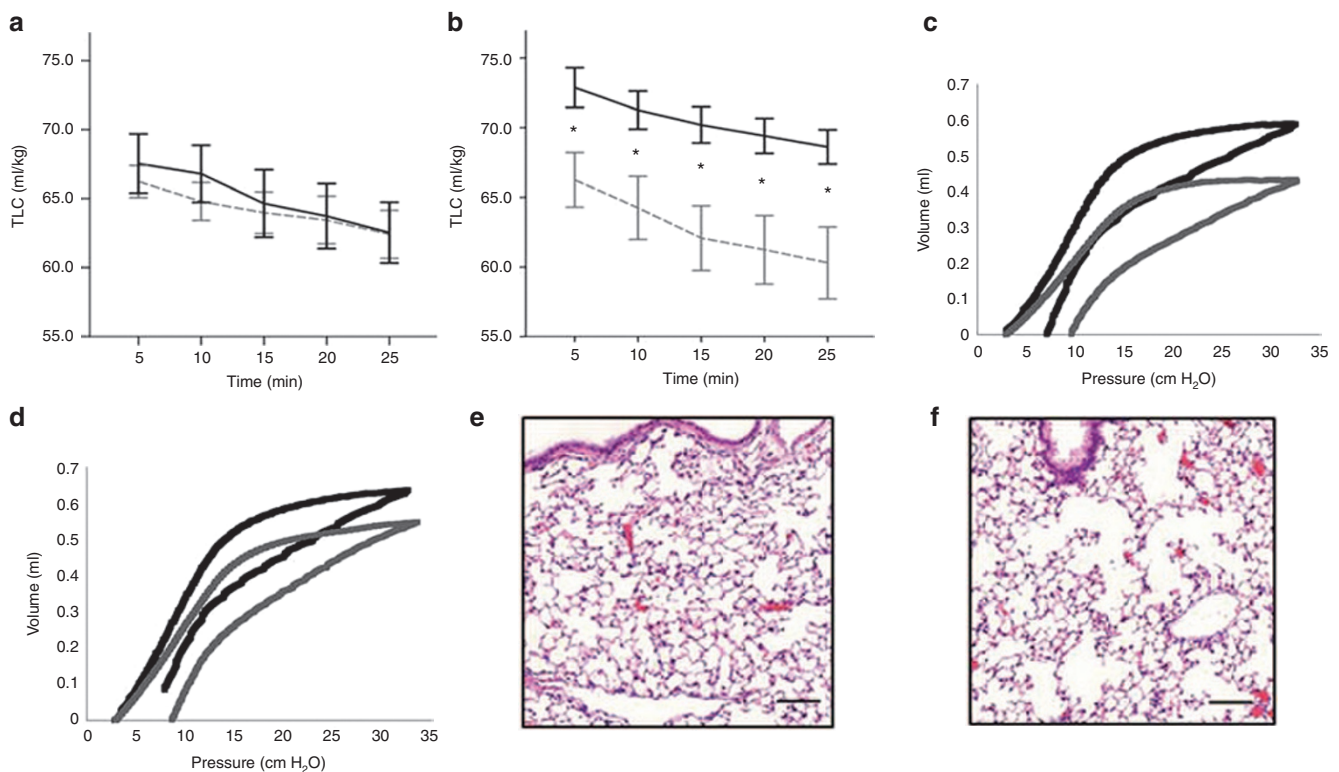 a
75.0
70.0
65.0
60.0
55.0
TLC (ml/kg)
5 10 15 20 25
Time (min)
b
75.0
70.0
65.0
60.0
55.0
TLC (ml/kg)
* * * * *
5 10 15 20 25
Time (min)
c
0.7
0.6
0.5
0.4
0.3
0.2
0.1
0
Volume (ml)
0 5 10 15 20 25 30 35
Pressure (cm H₂O)
d
0.7
0.6
0.5
0.4
0.3
0.2
0.1
0
Volume (ml)
0 5 10 15 20 25 30 35
Pressure (cm H₂O)
e
f